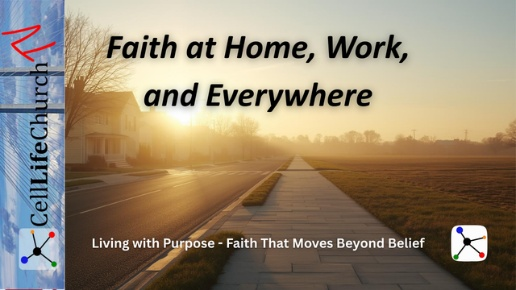 Faith at Home, Work,
and Everywhere
CellLifeChurch
Living with Purpose - Faith That Moves Beyond Belief